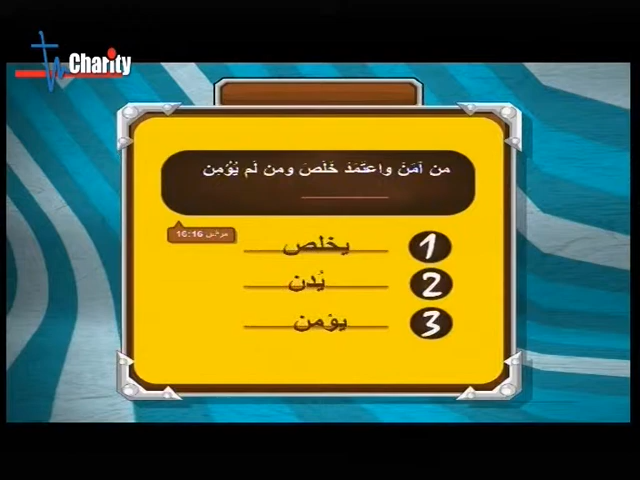 Charity
من آمَنَ واعتَمَدَ خَلَصَ ومن لَم يُؤمِن
مرقس 16:16
يخلص 1
يُدن 2
يؤمن 3